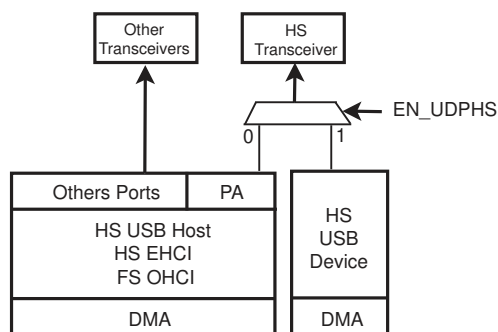 Other
Transceivers
HS
Transceiver
EN_UDPHS
0
1
Others Ports
PA
HS USB Host
HS EHCI
FS OHCI
DMA
HS
USB
Device
DMA